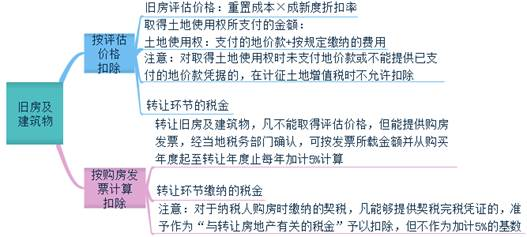 旧房及
建筑物
按评估
价格
扣除
旧房评估价格：重置成本×成新度折扣率
取得土地使用权所支付的金额：
土地使用权：支付的地价款+按规定缴纳的费用
注意：对取得土地使用权时未支付地价款或不能提供已支
付的地价款凭据的，在计征土地增值税时不允许扣除
转让环节的税金
按购房发
票计算
扣除
转让旧房及建筑物，凡不能取得评估价格，但能提供购房
发票，经当地税务部门确认，可按发票所载金额并从购买
年度起至转让年度止每年加计5%计算
转让环节缴纳的税金
注意：对于纳税人购房时缴纳的契税，凡能够提供契税完税凭证的，准
予作为“与转让房地产有关的税金”予以扣除，但不作为加计5%的基数